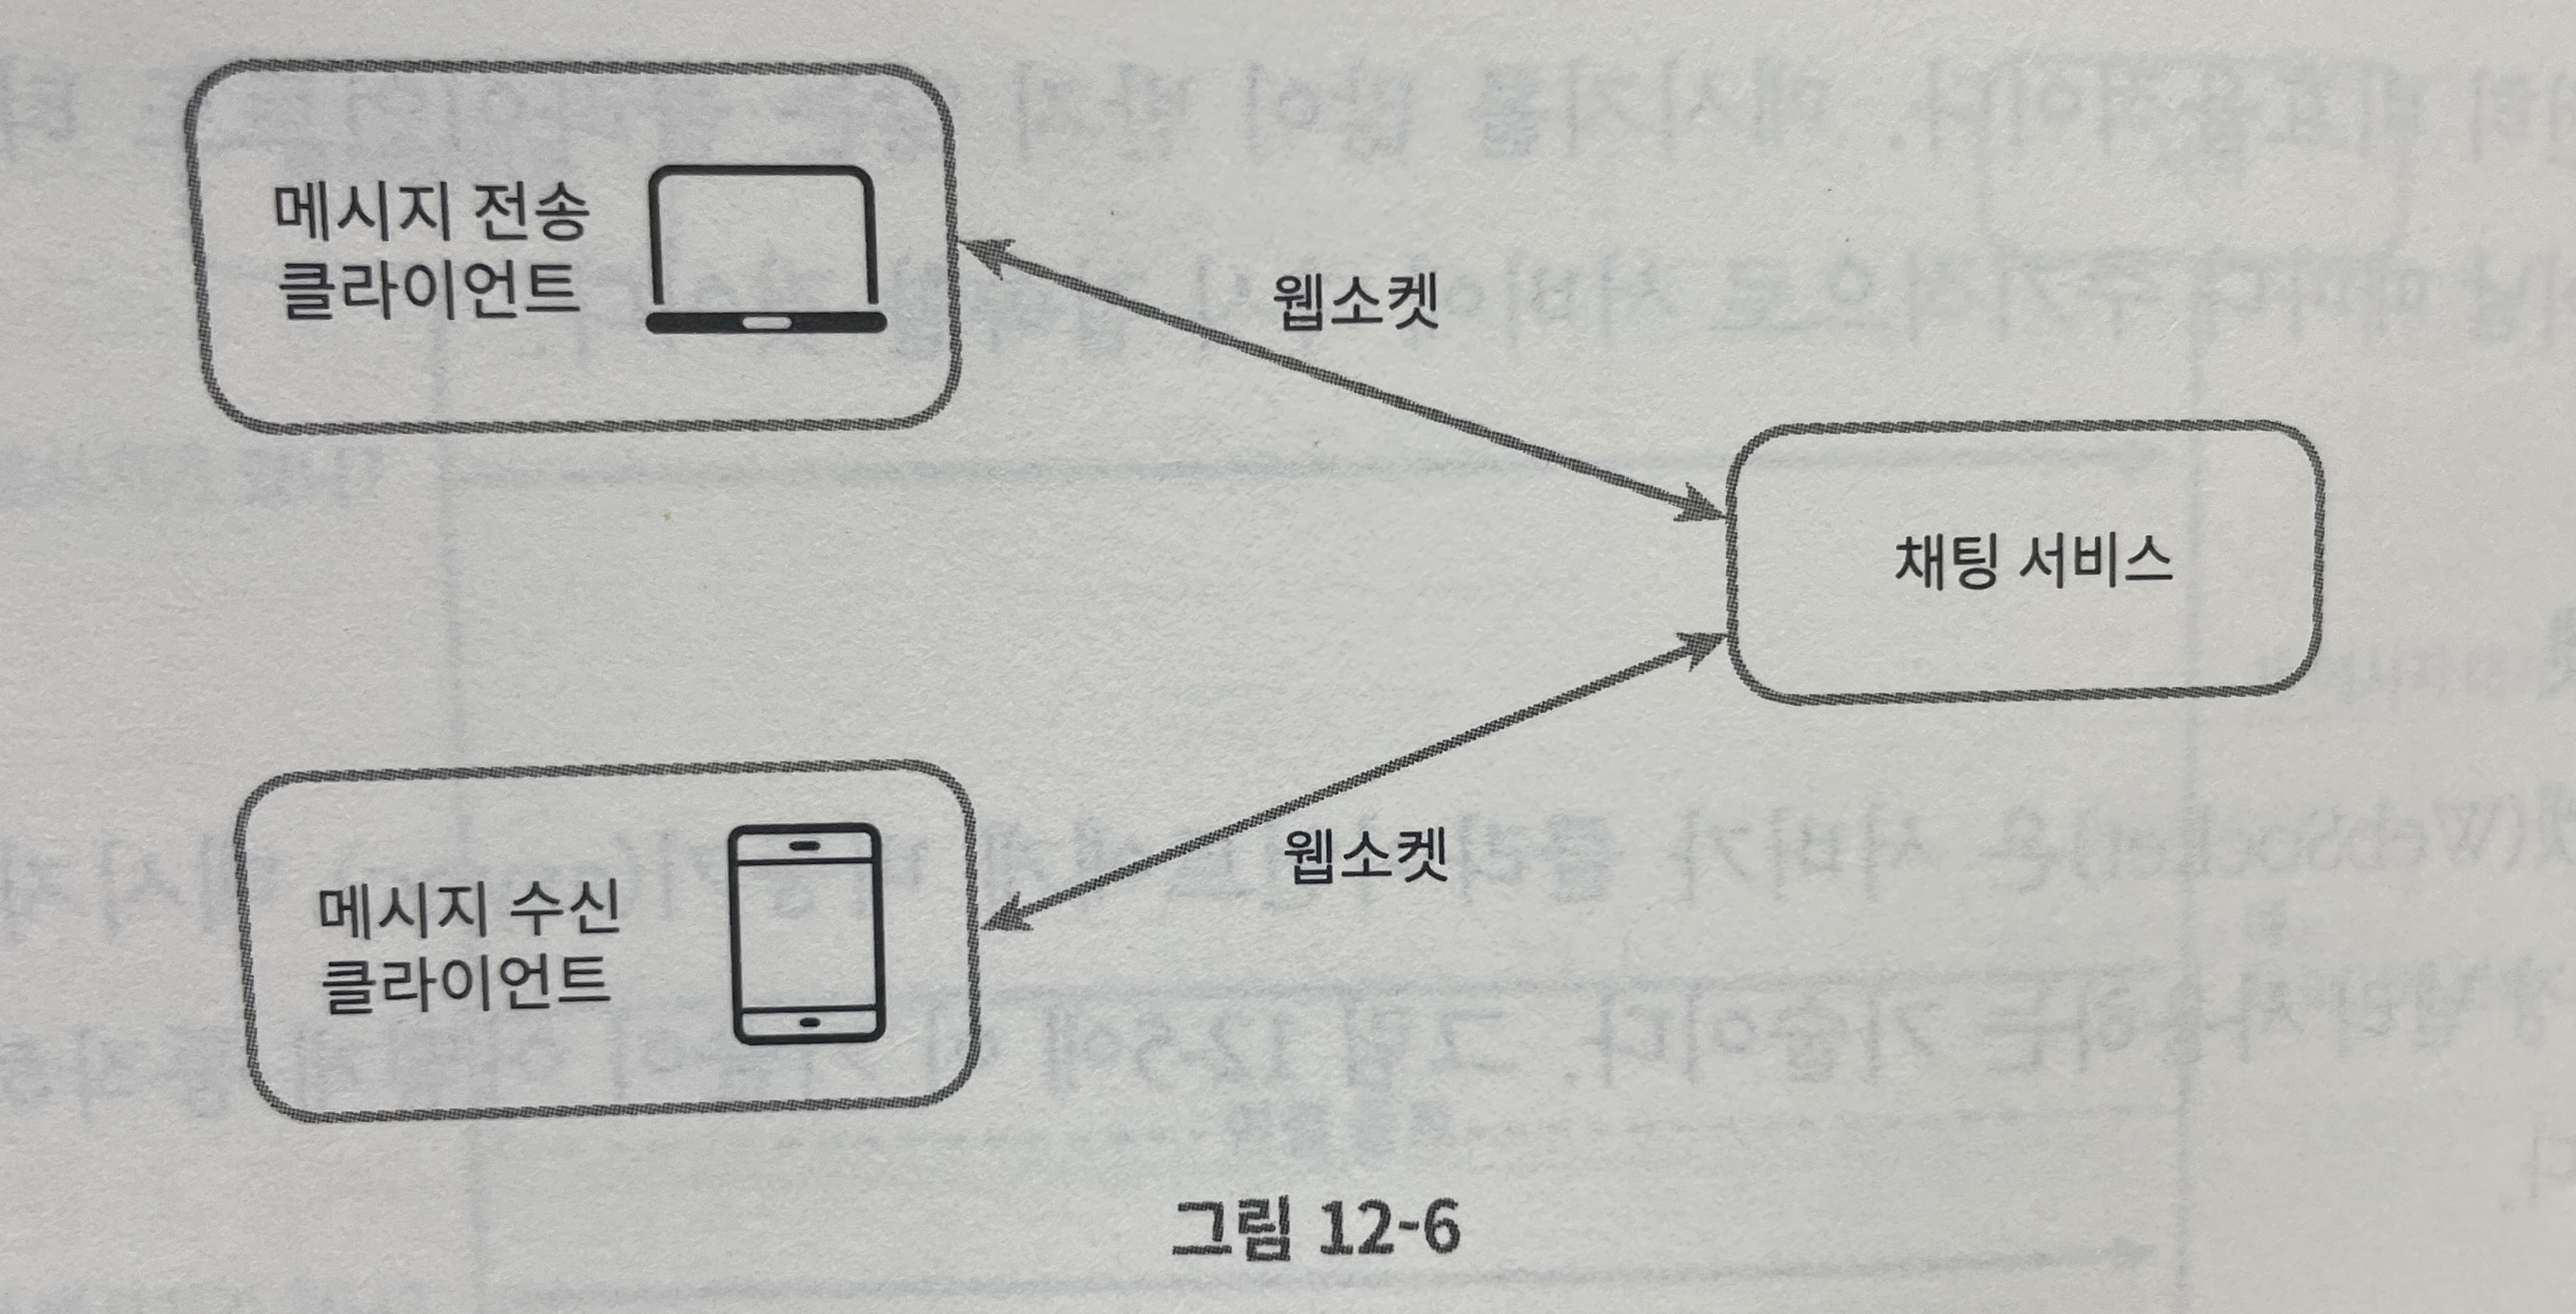 메시지 전송
클라이언트
웹소켓
채팅 서비스
메시지 수신
클라이언트
웹소켓
그림 12-6